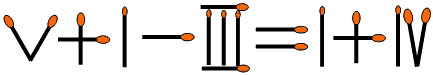 V + I - III = I + IV